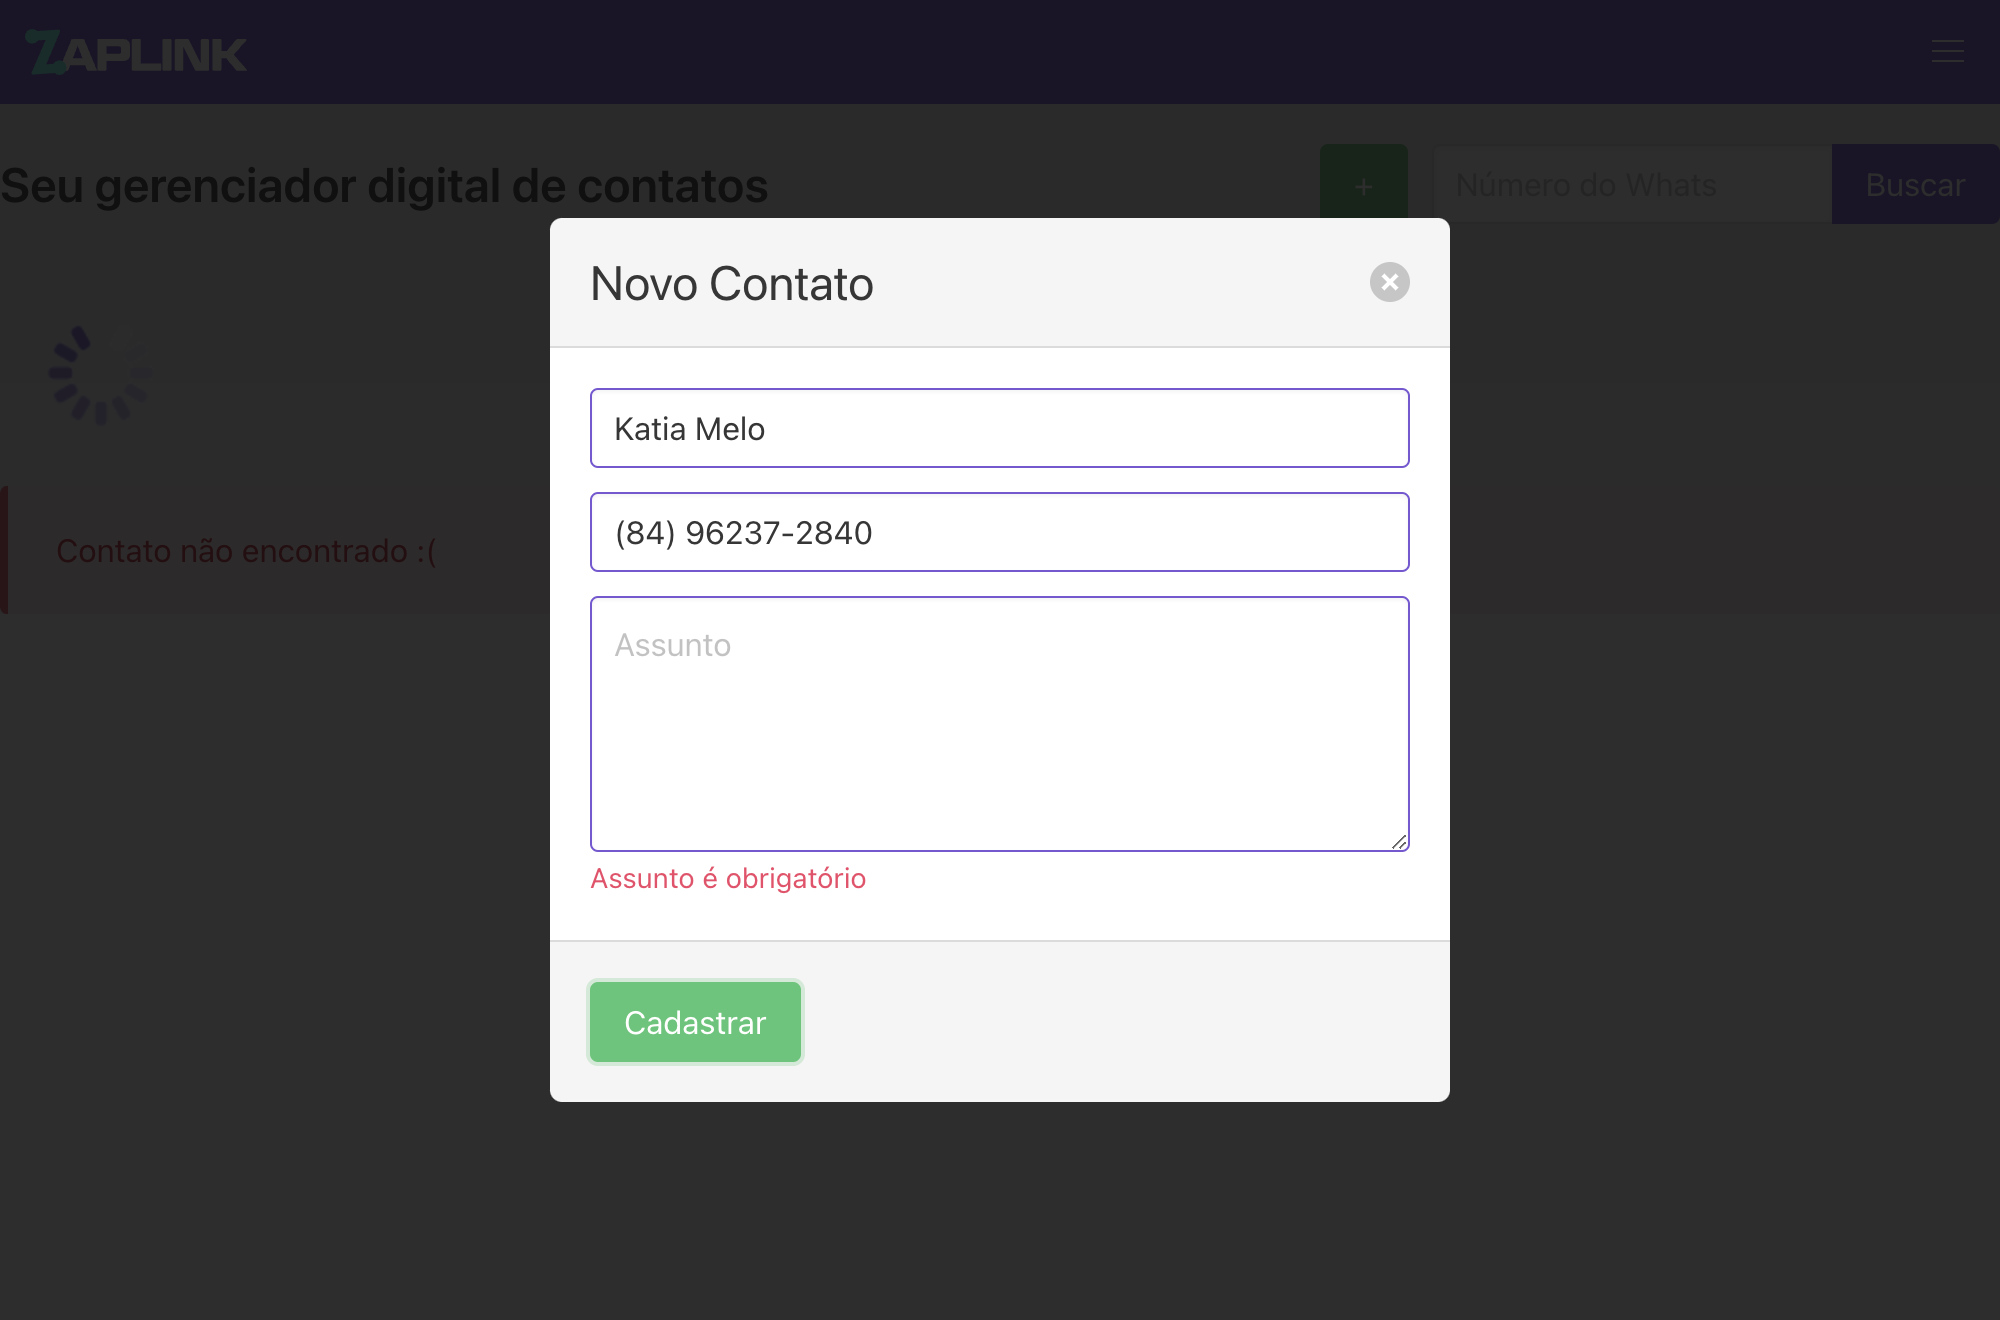 ZAPLINK
Seu gerenciador digital de contatos
+
Número do Whats
Buscar
Novo Contato
Katia Melo
(84) 96237-2840
Contato não encontrado :(
Assunto
Assunto é obrigatório
Cadastrar